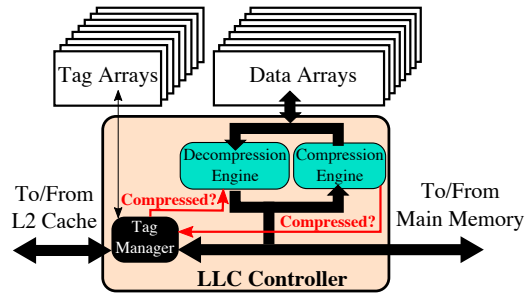 Tag Arrays
Data Arrays
Decompression
Engine
Compression
Engine
To/From
L2 Cache
Compressed?
Compressed?
Tag
Manager
To/From
Main Memory
LLC Controller